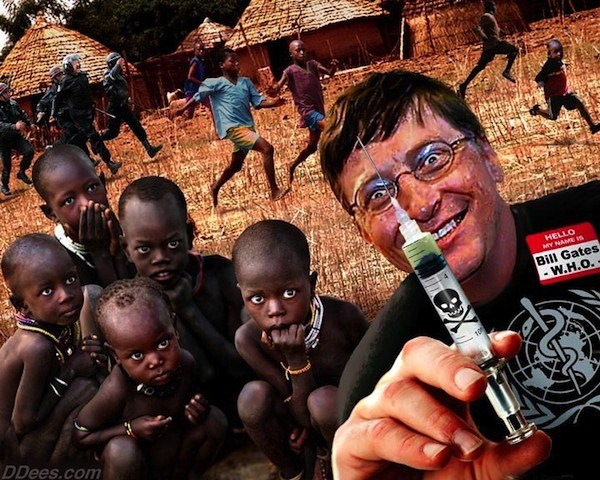 HELLO
MY NAME IS
Bill Gates
- W.H.O. -
DDees.com